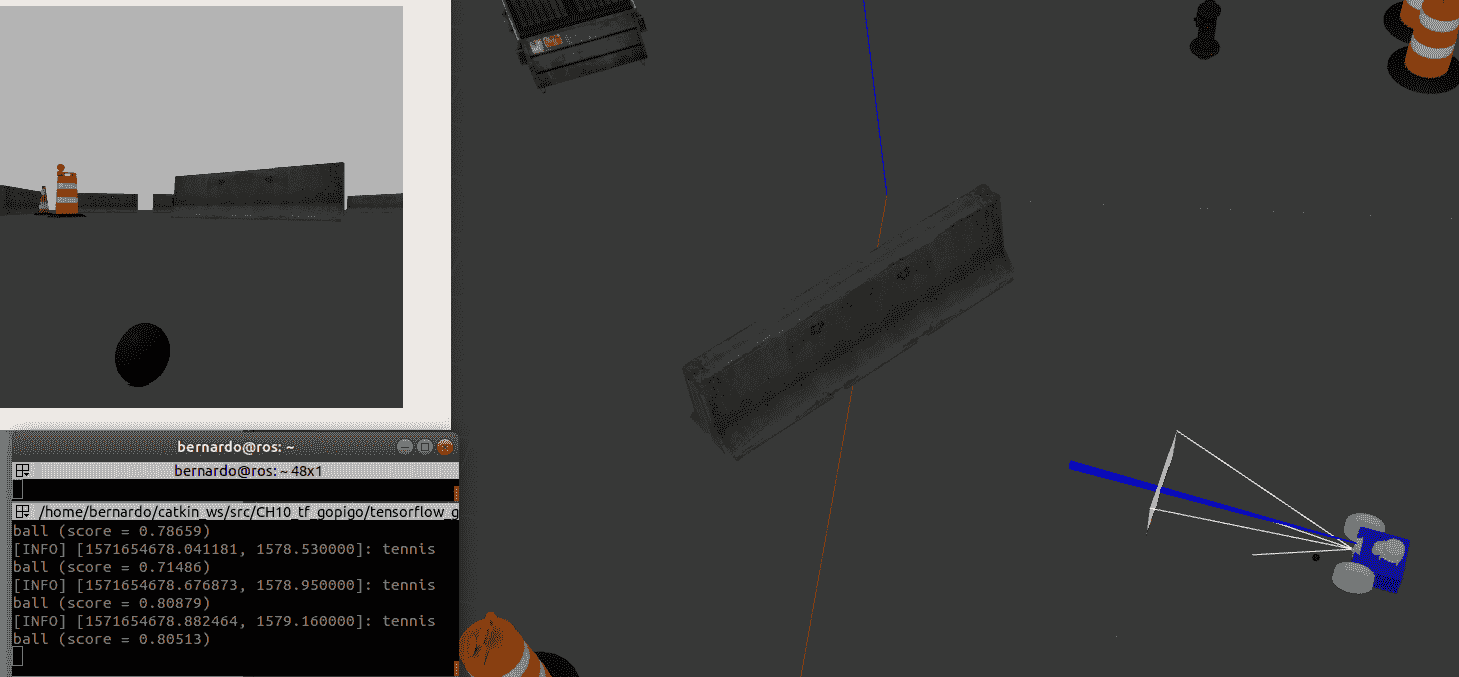 bernardo@ros: ~
bernardo@ros: ~ 48x1
/home/bernardo/catkin_ws/src/CH10_tf_gopigo/tensorflow_g
ball (score = 0.78659)
[INFO] [1571654678.041181, 1578.530000]: tennis
ball (score = 0.71486)
[INFO] [1571654678.676873, 1578.950000]: tennis
ball (score = 0.80879)
[INFO] [1571654678.882464, 1579.160000]: tennis
ball (score = 0.80513)